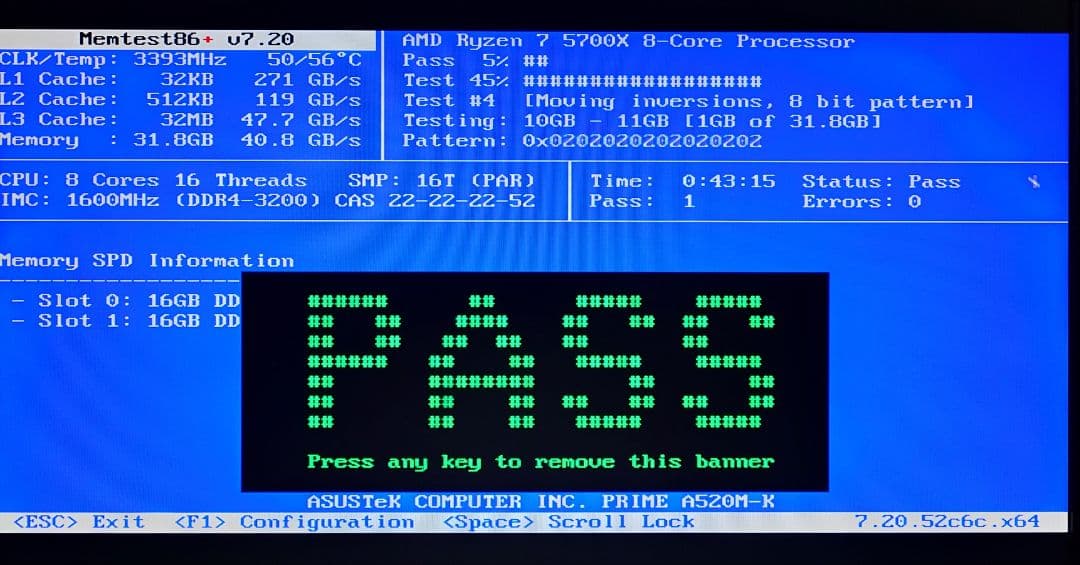 Memtest86+ v7.20
CLK/Temp: 3393MHz 50/56°C
L1 Cache: 32KB 271 GB/s
L2 Cache: 512KB 119 GB/s
L3 Cache: 32MB 47.7 GB/s
Memory : 31.8GB 40.8 GB/s
AMD Ryzen 7 5700X 8-Core Processor
Pass 5% ##
Test 45% ##################
Test #4 [Moving inversions, 8 bit pattern]
Testing: 10GB - 11GB [1GB of 31.8GB]
Pattern: 0x0202020202020202
CPU: 8 Cores 16 Threads SMP: 16T (PAR)
IMC: 1600MHz (DDR4-3200) CAS 22-22-22-52
Time: 0:43:15 Status: Pass \
Pass: 1 Errors: 0
Memory SPD Information
- Slot 0: 16GB DD
- Slot 1: 16GB DD
PASS
Press any key to remove this banner
ASUSTeK COMPUTER INC. PRIME A520M-K
<ESC> Exit <F1> Configuration <Space> Scroll Lock 7.20.52c6c.x64